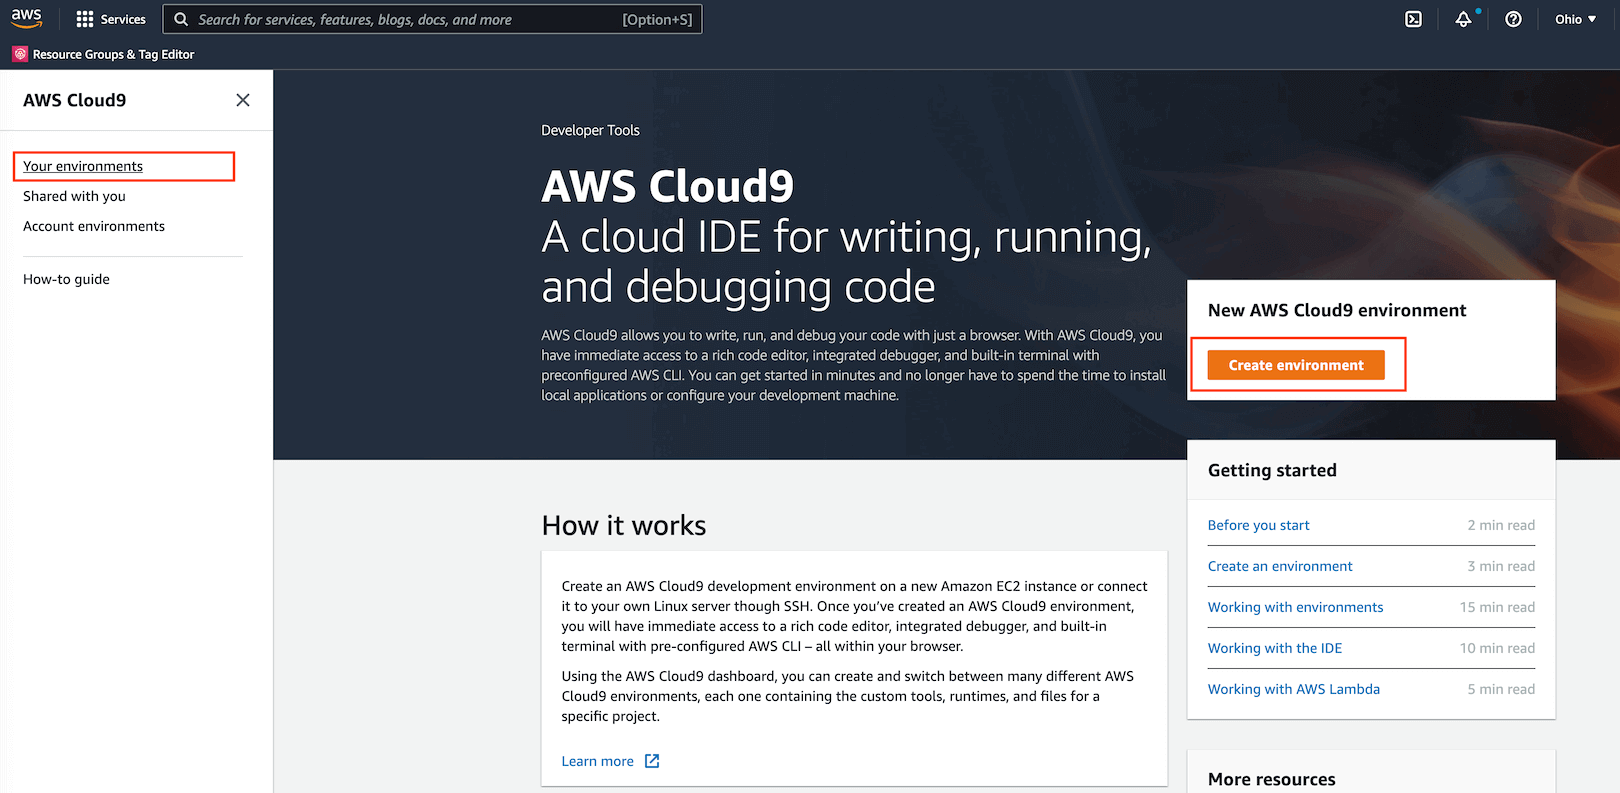 aws
Services
Search for services, features, blogs, docs, and more
[Option+S]
Ohio ▼
Resource Groups & Tag Editor
AWS Cloud9
Your environments
Shared with you
Account environments
How-to guide
Developer Tools
AWS Cloud9
A cloud IDE for writing, running,
and debugging code
AWS Cloud9 allows you to write, run, and debug your code with just a browser. With AWS Cloud9, you
have immediate access to a rich code editor, integrated debugger, and built-in terminal with
preconfigured AWS CLI. You can get started in minutes and no longer have to spend the time to install
local applications or configure your development machine.
New AWS Cloud9 environment
Create environment
How it works
Create an AWS Cloud9 development environment on a new Amazon EC2 instance or connect
it to your own Linux server though SSH. Once you've created an AWS Cloud9 environment,
you will have immediate access to a rich code editor, integrated debugger, and built-in
terminal with pre-configured AWS CLI – all within your browser.
Using the AWS Cloud9 dashboard, you can create and switch between many different AWS
Cloud9 environments, each one containing the custom tools, runtimes, and files for a
specific project.
Learn more
Getting started
Before you start 2 min read
Create an environment 3 min read
Working with environments 15 min read
Working with the IDE 10 min read
Working with AWS Lambda 5 min read
More resources